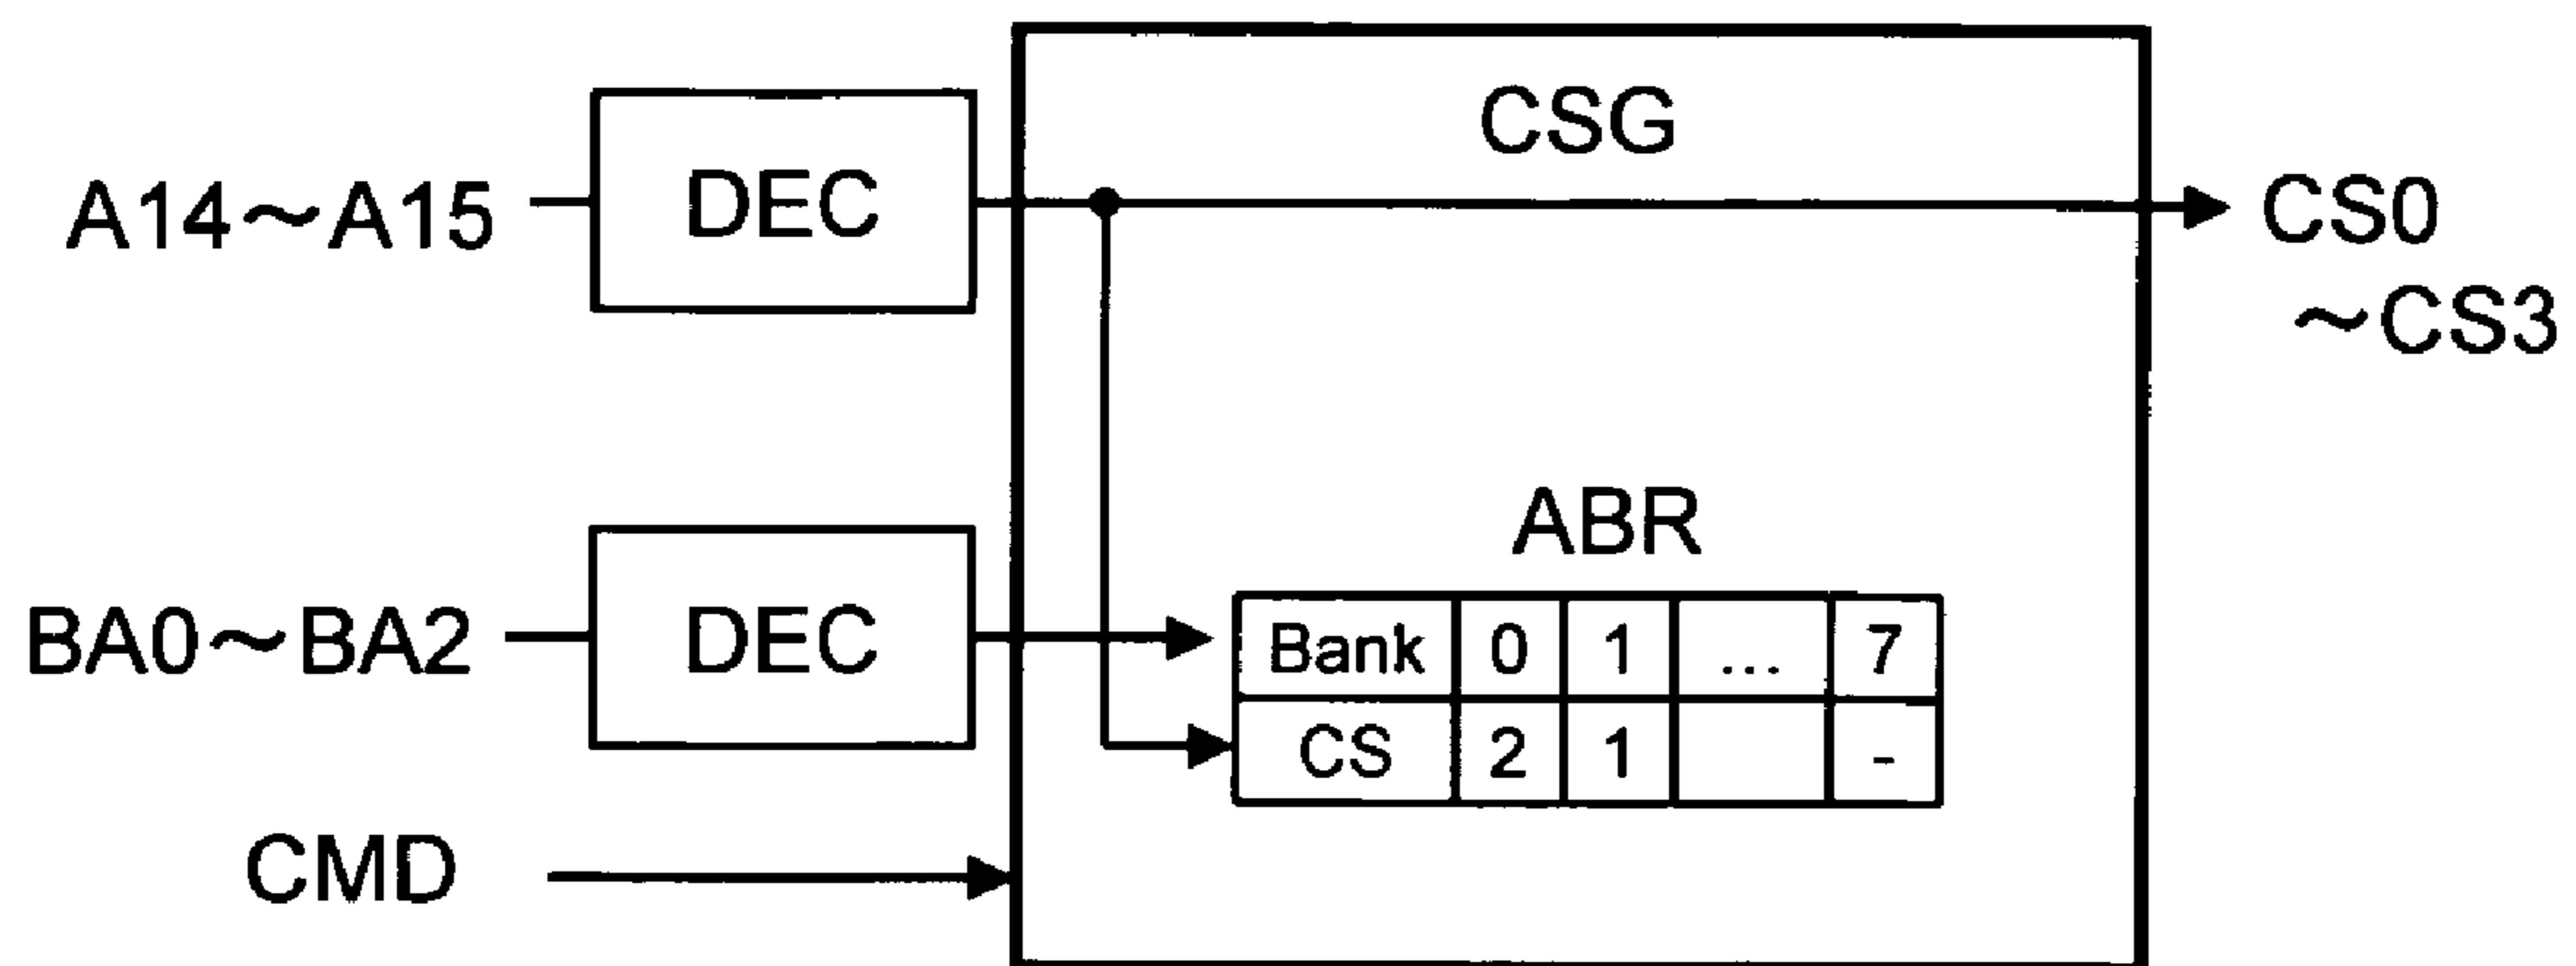 CSG
A14～A15
DEC
CS0
～CS3
ABR
BA0～BA2
DEC
Bank 0 1 ... 7
CS 2 1 -
CMD